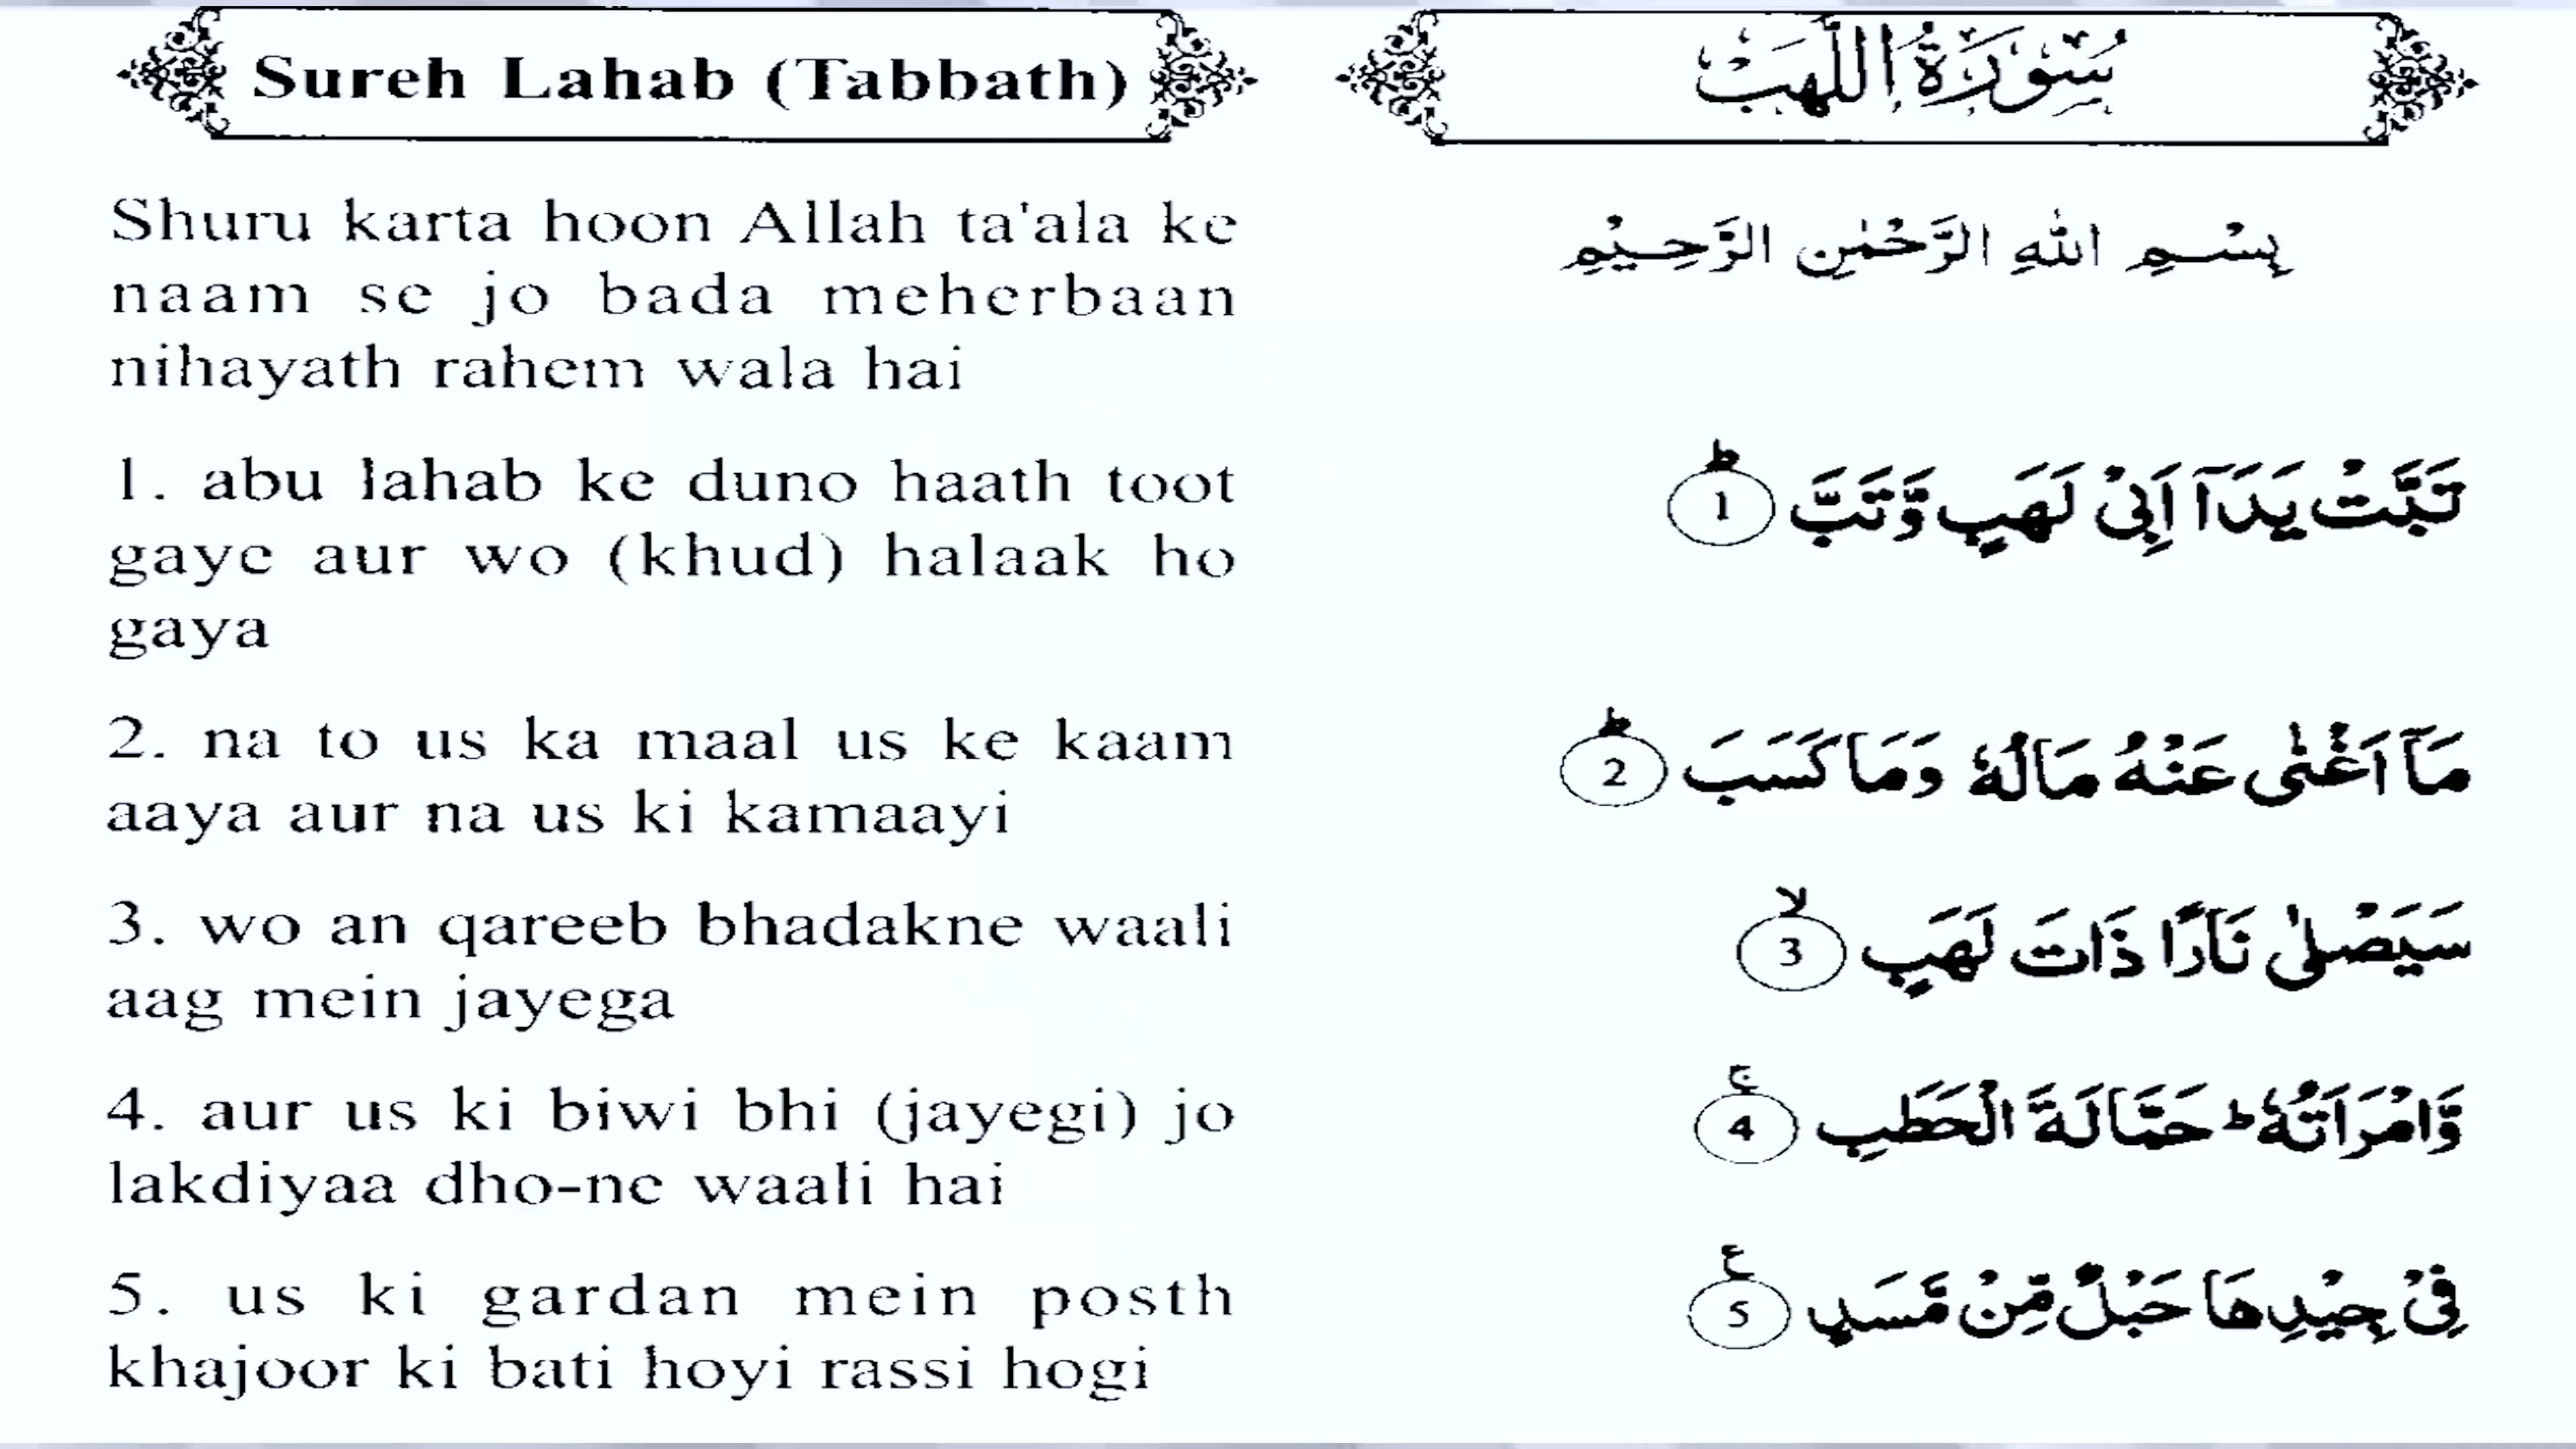 Sureh Lahab (Tabbath)
سُوْرَةُ اللَّهَبْ
Shuru karta hoon Allah ta'ala ke
naam se jo bada meherbaan
nihayath rahem wala hai
بِسْمِ اللهِ الرَّحْمٰنِ الرَّحِيْمِ
1. abu lahab ke duno haath toot
gaye aur wo (khud) halaak ho
gaya
تَبَّتْ يَدَآ اَبِيْ لَهَبٍ وَّتَبَّ ؕ 1
2. na to us ka maal us ke kaam
aaya aur na us ki kamaayi
مَآ اَغْنٰى عَنْهُ مَالُهٗ وَمَا كَسَبَ ؕ 2
3. wo an qareeb bhadakne waali
aag mein jayega
سَيَصْلٰى نَارًا ذَاتَ لَهَبٍ ۙ 3
4. aur us ki biwi bhi (jayegi) jo
lakdiyaa dho-ne waali hai
وَّامْرَاَتُهٗ ؕ حَمَّالَةَ الْحَطَبِ ۚ 4
5. us ki gardan mein posth
khajoor ki bati hoyi rassi hogi
فِيْ جِيْدِهَا حَبْلٌ مِّنْ مَّسَدٍ ع 5